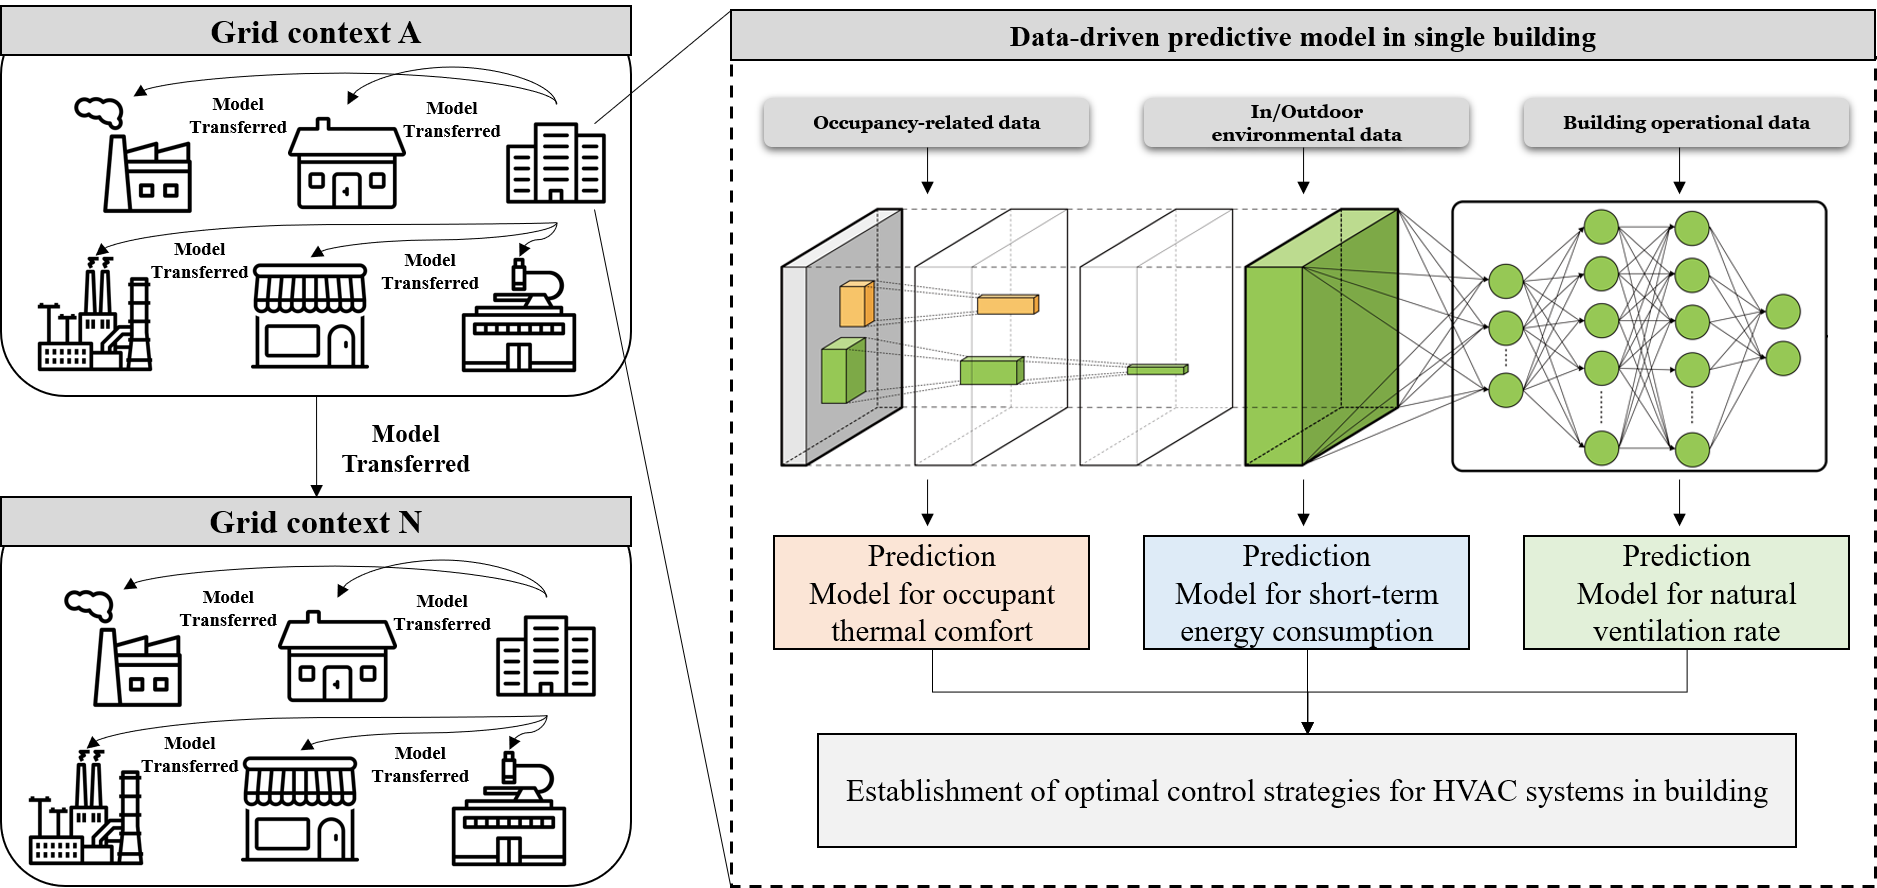 Grid context A
Model
Transferred
Model
Transferred
Model
Transferred
Model
Transferred
Model
Transferred
Grid context N
Model
Transferred
Model
Transferred
Model
Transferred
Model
Transferred
Data-driven predictive model in single building
Occupancy-related data
In/Outdoor
environmental data
Building operational data
Prediction
Model for occupant
thermal comfort
Prediction
Model for short-term
energy consumption
Prediction
Model for natural
ventilation rate
Establishment of optimal control strategies for HVAC systems in building